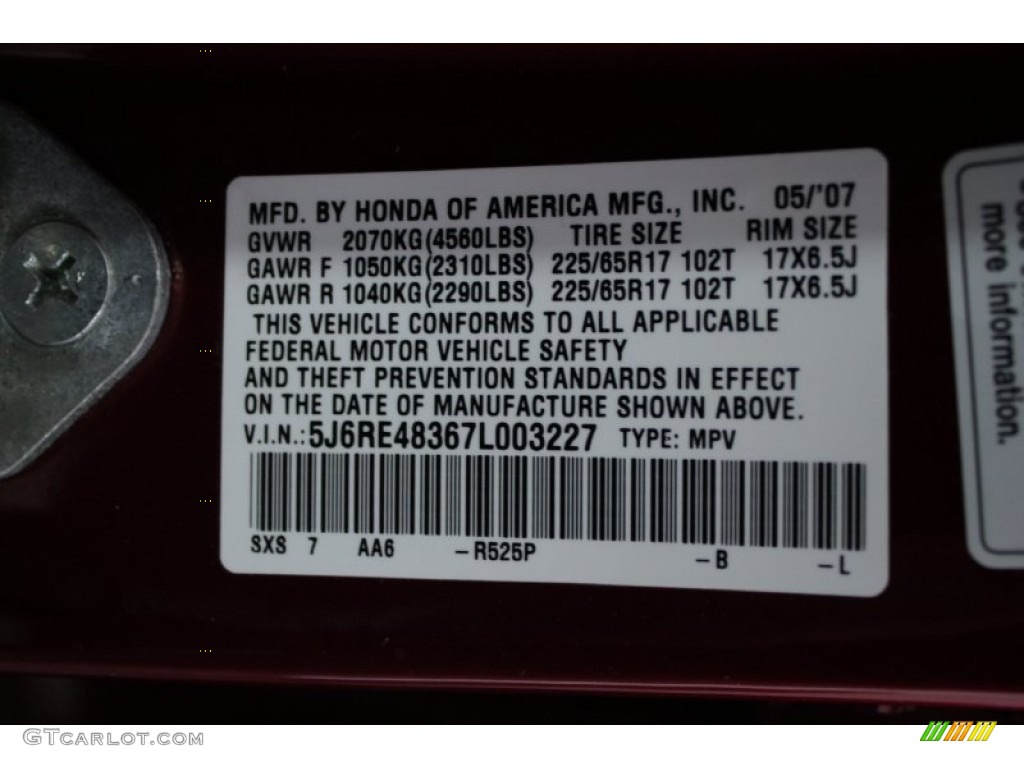 MFD. BY HONDA OF AMERICA MFG., INC. 05/'07
GVWR 2070KG(4560LBS) TIRE SIZE RIM SIZE
GAWR F 1050KG(2310LBS) 225/65R17 102T 17X6.5J
GAWR R 1040KG(2290LBS) 225/65R17 102T 17X6.5J
THIS VEHICLE CONFORMS TO ALL APPLICABLE
FEDERAL MOTOR VEHICLE SAFETY
AND THEFT PREVENTION STANDARDS IN EFFECT
ON THE DATE OF MANUFACTURE SHOWN ABOVE.
V.I.N.: 5J6RE48367L003227 TYPE: MPV
SXS 7 AA6 –R525P –B –L
more information.
GTCARLOT.COM